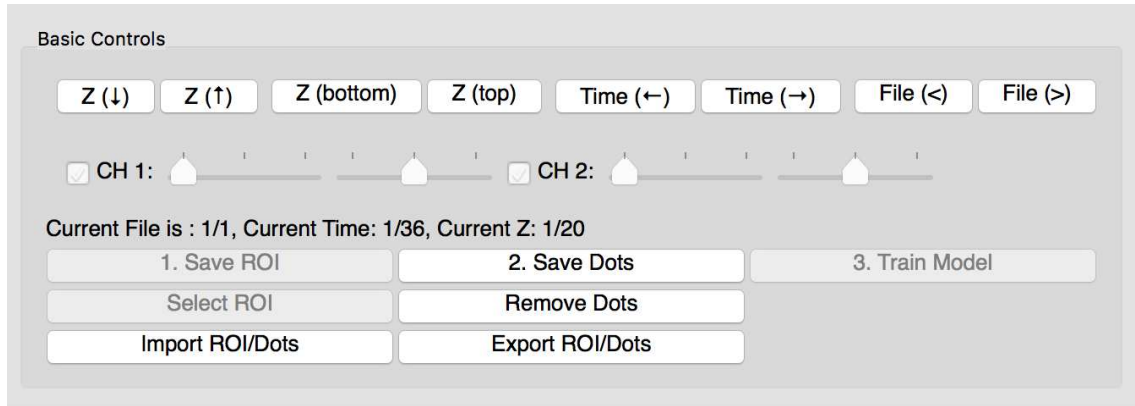 Basic Controls
Z (↓) Z (↑) Z (bottom) Z (top) Time (←) Time (→) File (<) File (>)
CH 1: CH 2:
Current File is : 1/1, Current Time: 1/36, Current Z: 1/20
1. Save ROI 2. Save Dots 3. Train Model
Select ROI Remove Dots
Import ROI/Dots Export ROI/Dots